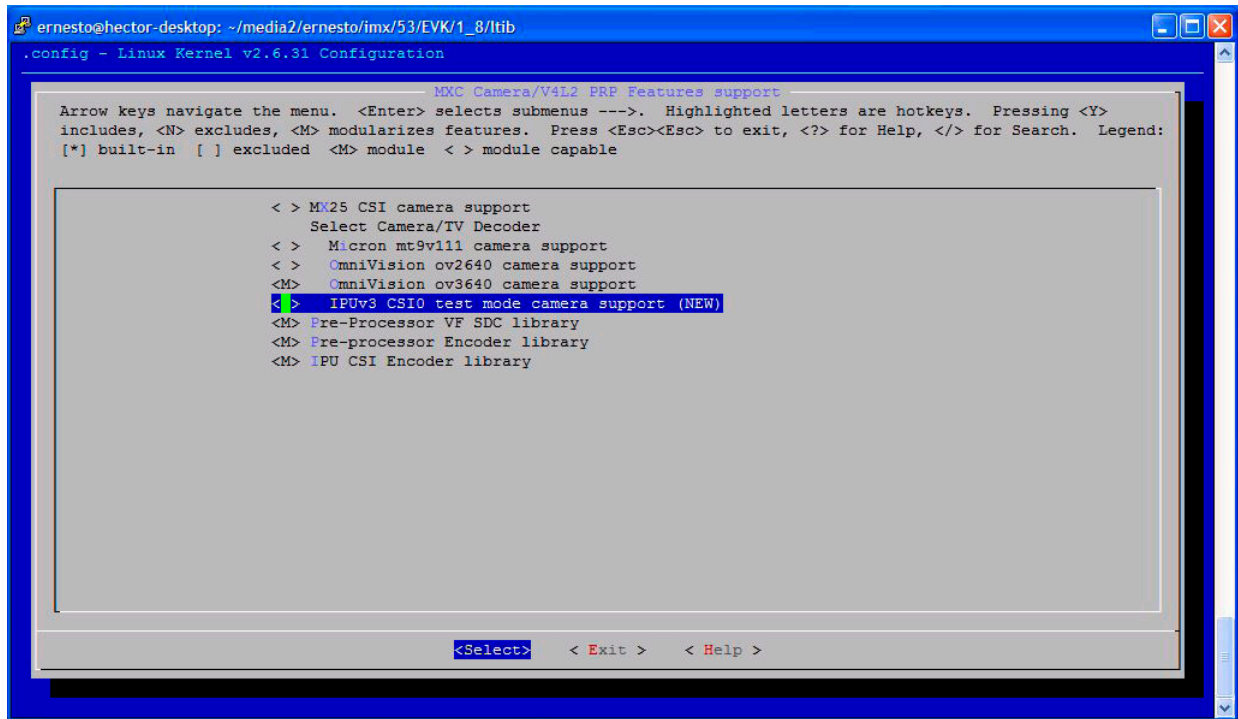 ernesto@hector-desktop: ~/media2/ernesto/imx/53/EVK/1_8/ltib
.config - Linux Kernel v2.6.31 Configuration
MXC Camera/V4L2 PRP Features support
Arrow keys navigate the menu. <Enter> selects submenus --->. Highlighted letters are hotkeys. Pressing <Y>
includes, <N> excludes, <M> modularizes features. Press <Esc><Esc> to exit, <?> for Help, </> for Search. Legend:
[*] built-in [ ] excluded <M> module < > module capable
< > MX25 CSI camera support
Select Camera/TV Decoder
< > Micron mt9v111 camera support
< > OmniVision ov2640 camera support
<M> OmniVision ov3640 camera support
< > IPUv3 CSI0 test mode camera support (NEW)
<M> Pre-Processor VF SDC library
<M> Pre-processor Encoder library
<M> IPU CSI Encoder library
<Select> < Exit > < Help >